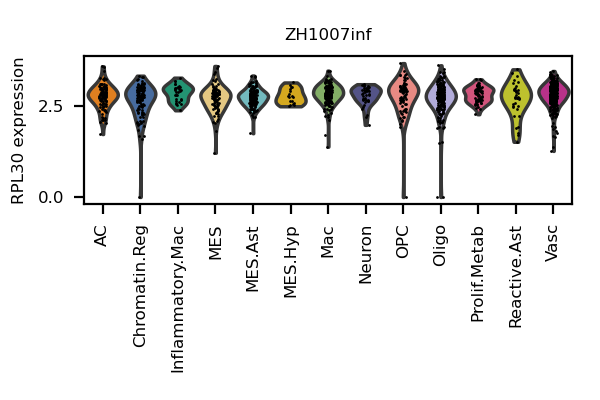 ZH1007inf
RPL30 expression
2.5
0.0
AC
Chromatin.Reg
Inflammatory.Mac
MES
MES.Ast
MES.Hyp
Mac
Neuron
OPC
Oligo
Prolif.Metab
Reactive.Ast
Vasc